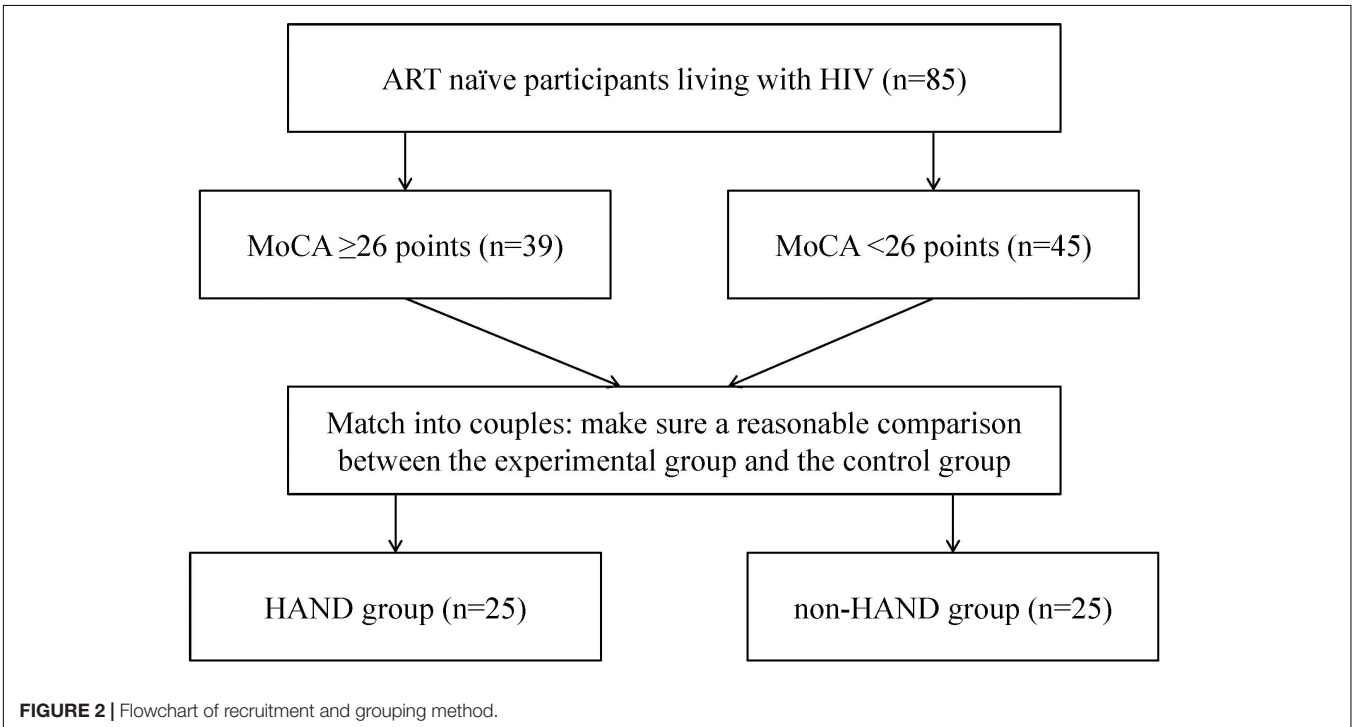 ART naïve participants living with HIV (n=85)
MoCA ≥26 points (n=39)
MoCA <26 points (n=45)
Match into couples: make sure a reasonable comparison
between the experimental group and the control group
HAND group (n=25)
non-HAND group (n=25)
FIGURE 2 | Flowchart of recruitment and grouping method.